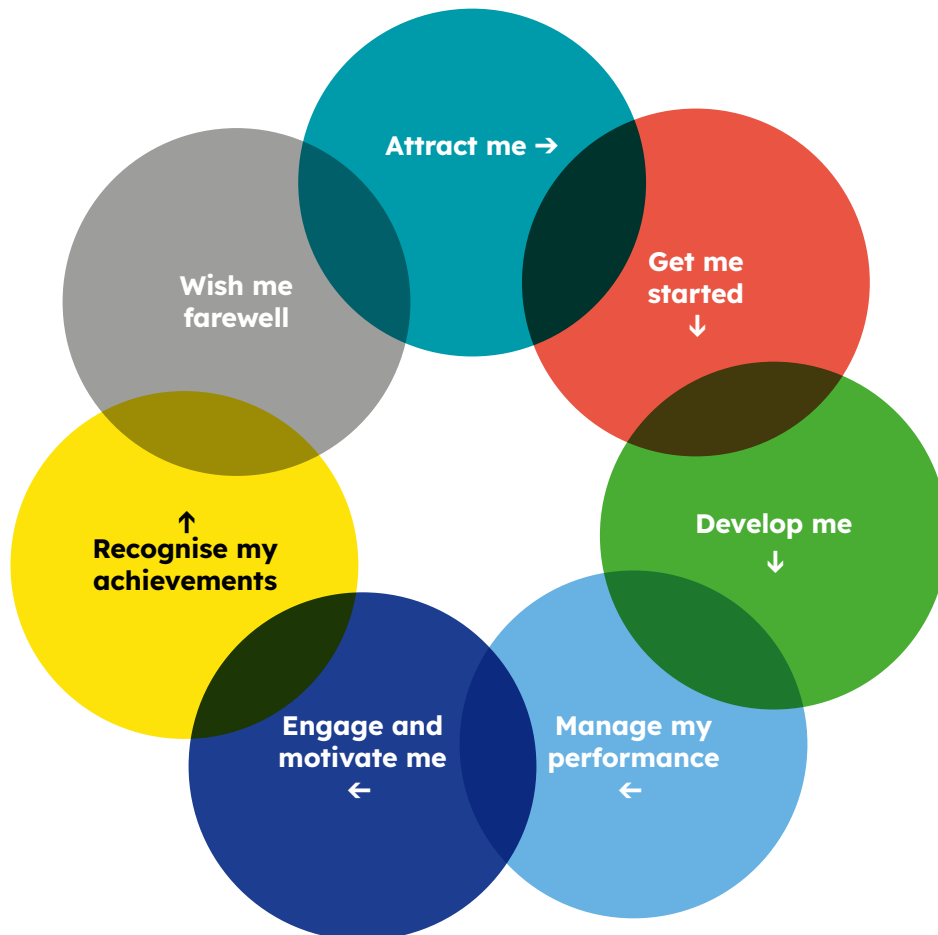 Attract me →
Get me
started
↓
Develop me
↓
Manage my
performance
←
Engage and
motivate me
←
↑
Recognise my
achievements
Wish me
farewell